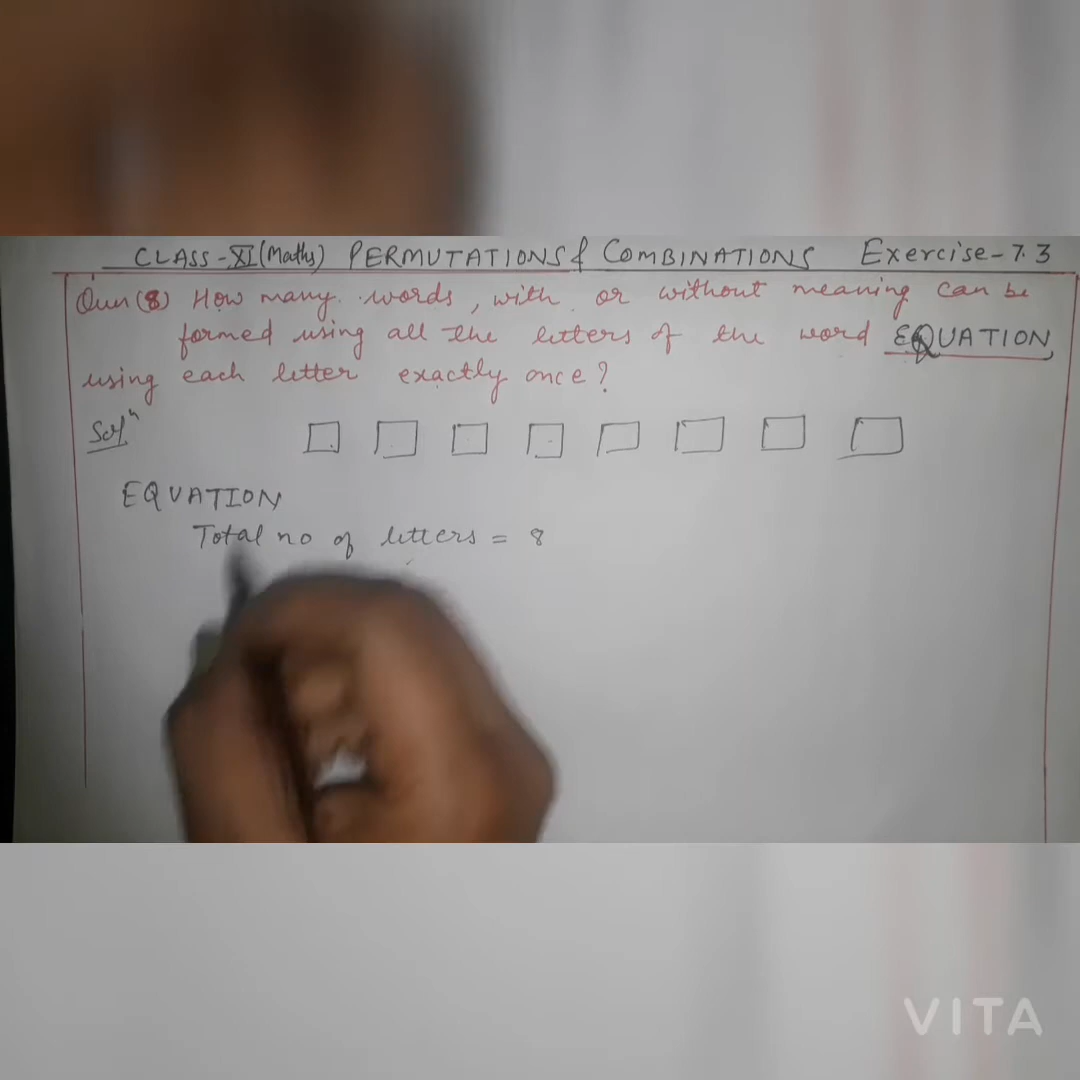 CLASS-XI (Maths) PERMUTATIONS & COMBINATIONS Exercise-7.3
Qun (8) How many words, with or without meaning can be
formed using all the letters of the word EQUATION,
using each letter exactly once?
Solⁿ
EQUATION
Total no of letters = 8
VITA